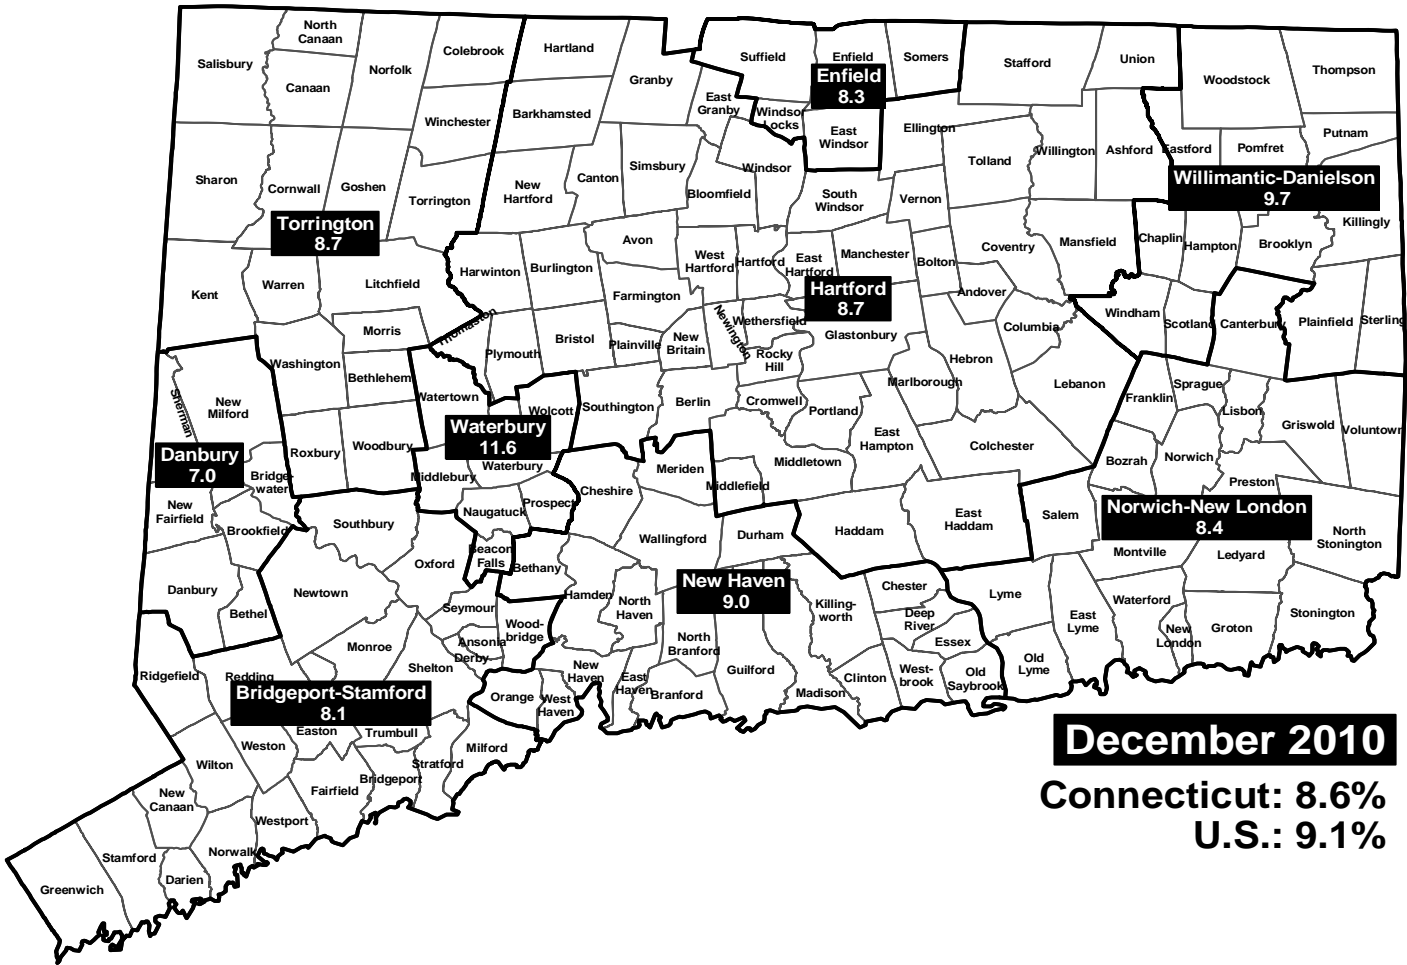 North
Canaan
Colebrook
Hartland
Salisbury
Norfolk
Canaan
Granby
Suffield
Enfield
Somers
Stafford
Union
Woodstock
Thompson
Enfield
8.3
Winchester
Barkhamsted
East
Granby
Windsor
Locks
East
Windsor
Ellington
Tolland
Willington
Ashford
Eastford
Pomfret
Putnam
Sharon
Cornwall
Goshen
Torrington
New
Hartford
Canton
Simsbury
Bloomfield
Windsor
South
Windsor
Vernon
Willimantic-Danielson
9.7
Killingly
Torrington
8.7
Kent
Warren
Litchfield
Harwinton
Burlington
Avon
West
Hartford
Hartford
East
Hartford
Manchester
Bolton
Coventry
Mansfield
Chaplin
Hampton
Brooklyn
Hartford
8.7
Farmington
Andover
Columbia
Windham
Scotland
Canterbury
Plainfield
Sterling
Morris
Thomaston
Plymouth
Bristol
Plainville
New
Britain
Newington
Wethersfield
Rocky
Hill
Glastonbury
Hebron
Marlborough
Lebanon
Franklin
Sprague
Lisbon
Griswold
Voluntown
Washington
Bethlehem
Watertown
Wolcott
Southington
Berlin
Cromwell
Portland
East
Hampton
Colchester
Sherman
New
Milford
Roxbury
Woodbury
Waterbury
11.6
Waterbury
Middlebury
Danbury
7.0
Bridge-
water
New
Fairfield
Brookfield
Southbury
Naugatuck
Prospect
Cheshire
Meriden
Middlefield
Middletown
Bozrah
Norwich
Preston
Norwich-New London
8.4
North
Stonington
Haddam
East
Haddam
Salem
Montville
Ledyard
Danbury
Bethel
Newtown
Oxford
Beacon
Falls
Bethany
Hamden
Wallingford
Durham
New Haven
9.0
North
Haven
Killing-
worth
Chester
Deep
River
Essex
Lyme
East
Lyme
Waterford
New
London
Groton
Stonington
Seymour
Ansonia
Derby
Wood-
bridge
Monroe
Shelton
North
Branford
Guilford
Madison
Clinton
West-
brook
Old
Saybrook
Old
Lyme
Ridgefield
Redding
Bridgeport-Stamford
8.1
Orange
West
Haven
New
Haven
East
Haven
Branford
Easton
Trumbull
Weston
Wilton
Milford
Stratford
Bridgeport
Fairfield
New
Canaan
Westport
Norwalk
Stamford
Darien
Greenwich
December 2010
Connecticut: 8.6%
U.S.: 9.1%